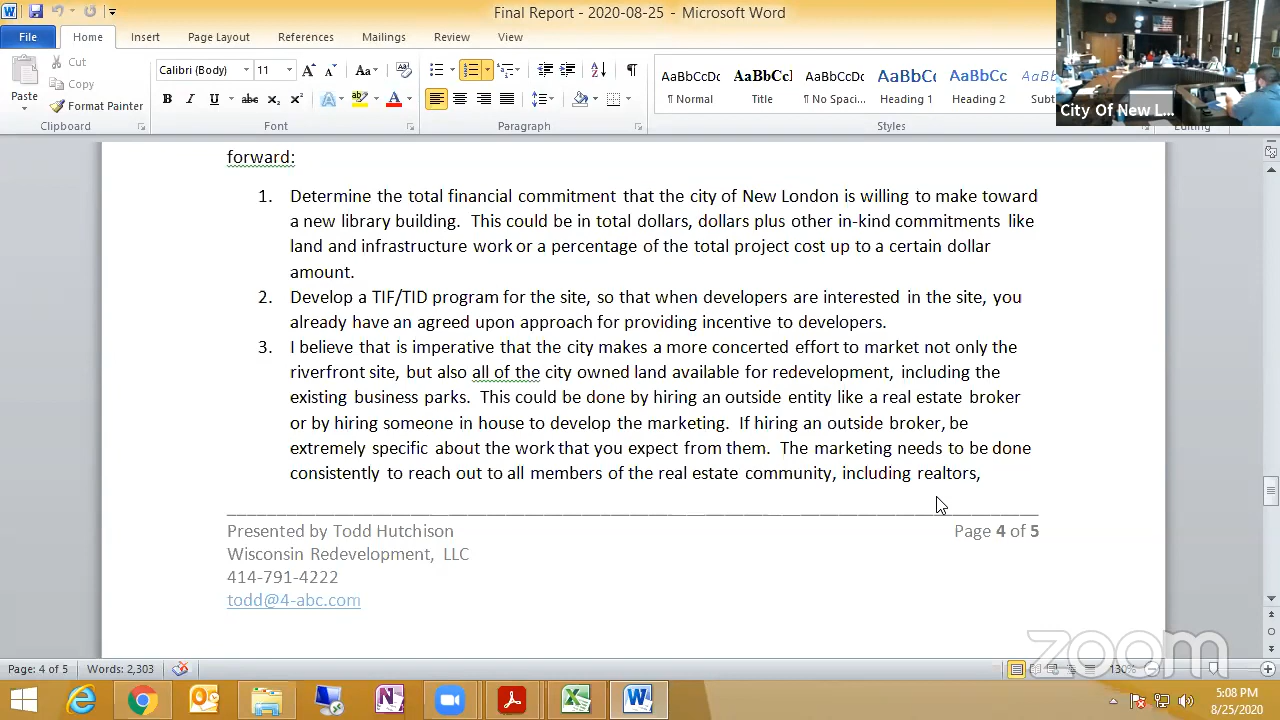 Final Report - 2020-08-25 - Microsoft Word
File Home Insert Page Layout References Mailings Review View
Cut
Copy
Paste
Format Painter
Calibri (Body) 11
AaBbCcDc AaBbCcI AaBbCcDc AaBbCc AaBbCc
¶ Normal Title ¶ No Spaci... Heading 1 Heading 2 Subt
Clipboard Font Paragraph Styles Editing
City Of New L...
forward:
1. Determine the total financial commitment that the city of New London is willing to make toward
a new library building. This could be in total dollars, dollars plus other in-kind commitments like
land and infrastructure work or a percentage of the total project cost up to a certain dollar
amount.
2. Develop a TIF/TID program for the site, so that when developers are interested in the site, you
already have an agreed upon approach for providing incentive to developers.
3. I believe that is imperative that the city makes a more concerted effort to market not only the
riverfront site, but also all of the city owned land available for redevelopment, including the
existing business parks. This could be done by hiring an outside entity like a real estate broker
or by hiring someone in house to develop the marketing. If hiring an outside broker, be
extremely specific about the work that you expect from them. The marketing needs to be done
consistently to reach out to all members of the real estate community, including realtors,
Presented by Todd Hutchison Page 4 of 5
Wisconsin Redevelopment, LLC
414-791-4222
todd@4-abc.com
zoom
Page: 4 of 5 Words: 2,303 130%
5:08 PM
8/25/2020